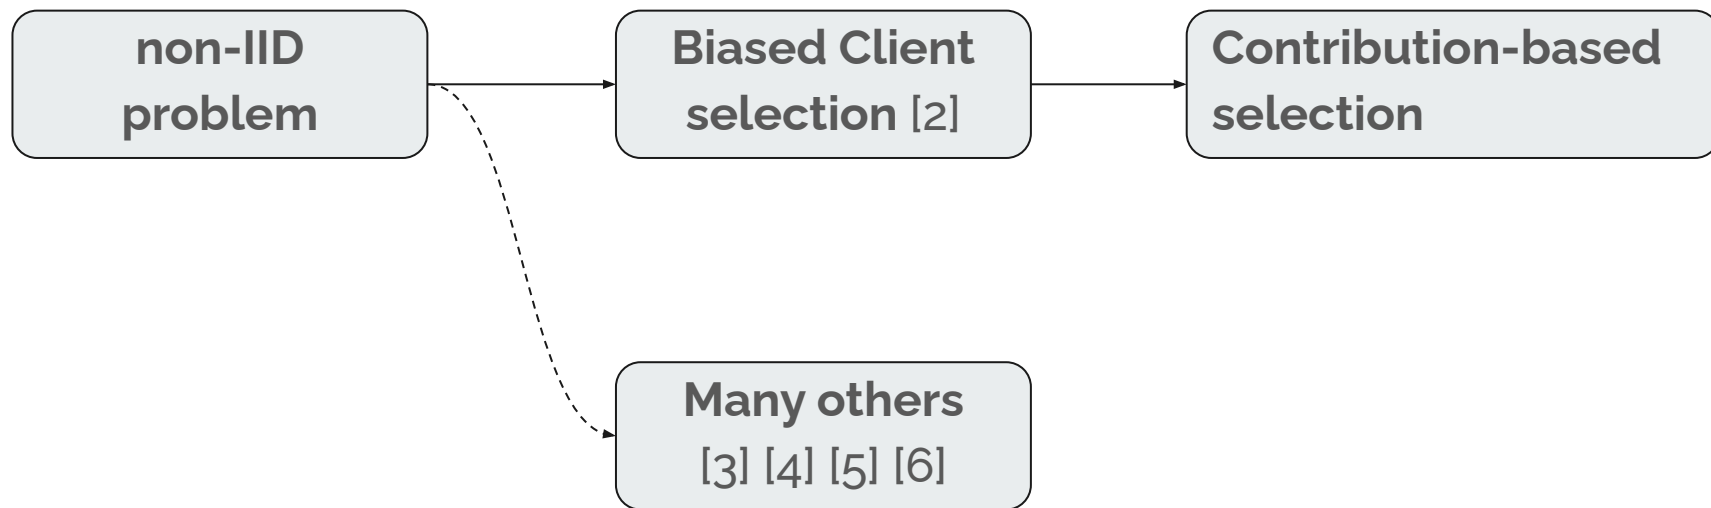 non-IID
problem
Biased Client
selection [2]
Contribution-based
selection
Many others
[3] [4] [5] [6]